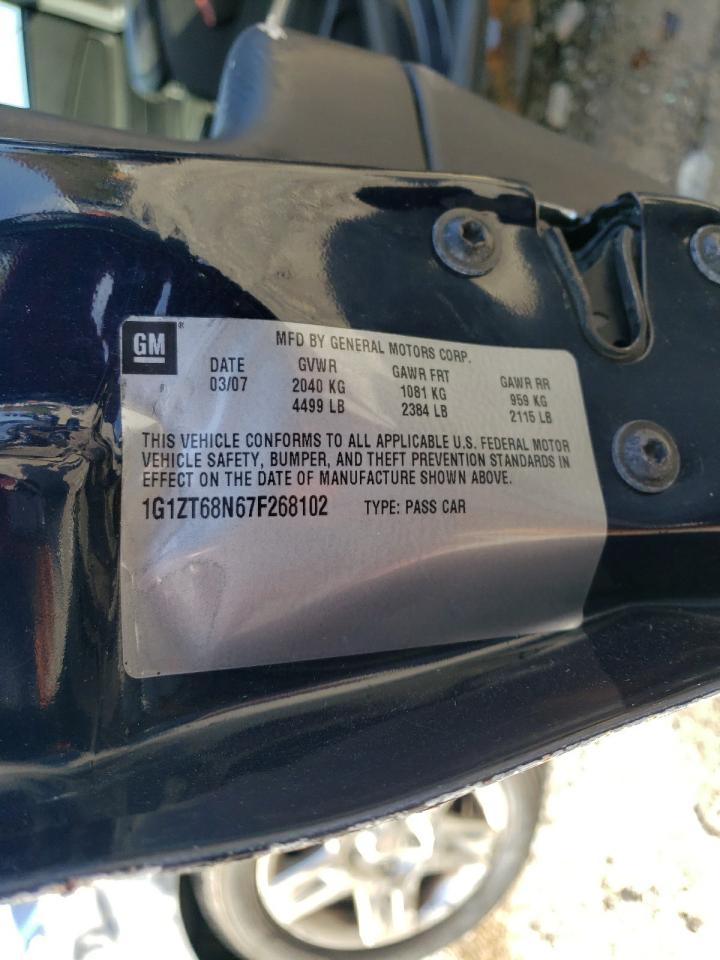 GM®
MFD BY GENERAL MOTORS CORP.
DATE GVWR GAWR FRT GAWR RR
03/07 2040 KG 1081 KG 959 KG
4499 LB 2384 LB 2115 LB
THIS VEHICLE CONFORMS TO ALL APPLICABLE U.S. FEDERAL MOTOR
VEHICLE SAFETY, BUMPER, AND THEFT PREVENTION STANDARDS IN
EFFECT ON THE DATE OF MANUFACTURE SHOWN ABOVE.
1G1ZT68N67F268102 TYPE: PASS CAR